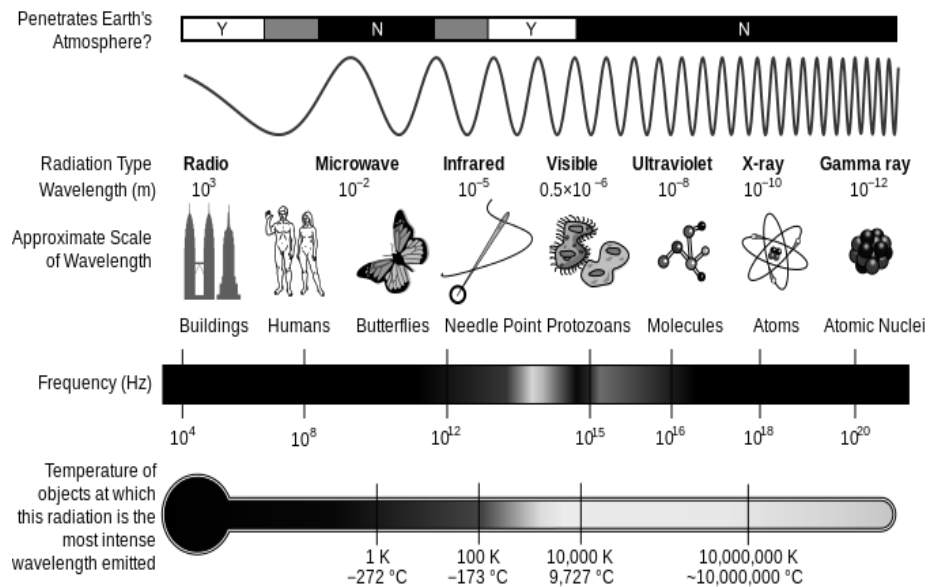 Penetrates Earth's
Atmosphere?
Y N Y N
Radiation Type
Wavelength (m)
Radio Microwave Infrared Visible Ultraviolet X-ray Gamma ray
10³ 10⁻² 10⁻⁵ 0.5×10⁻⁶ 10⁻⁸ 10⁻¹⁰ 10⁻¹²
Approximate Scale
of Wavelength
Buildings Humans Butterflies Needle Point Protozoans Molecules Atoms Atomic Nuclei
Frequency (Hz)
10⁴ 10⁸ 10¹² 10¹⁵ 10¹⁶ 10¹⁸ 10²⁰
Temperature of
objects at which
this radiation is the
most intense
wavelength emitted
1 K 100 K 10,000 K 10,000,000 K
−272 °C −173 °C 9,727 °C ~10,000,000 °C